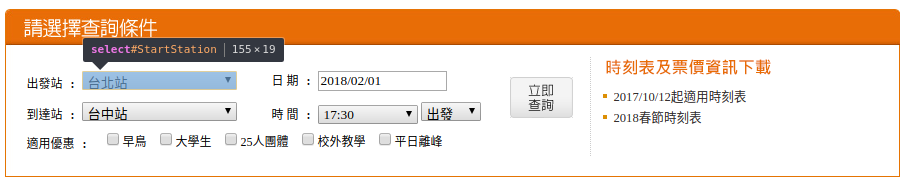 請選擇查詢條件
select#StartStation | 155 × 19
出發站 : 台北站 日 期 : 2018/02/01
到達站 : 台中站 時 間 : 17:30 出發
立即
查詢
適用優惠 : 早鳥 大學生 25人團體 校外教學 平日離峰
時刻表及票價資訊下載
2017/10/12起適用時刻表
2018春節時刻表